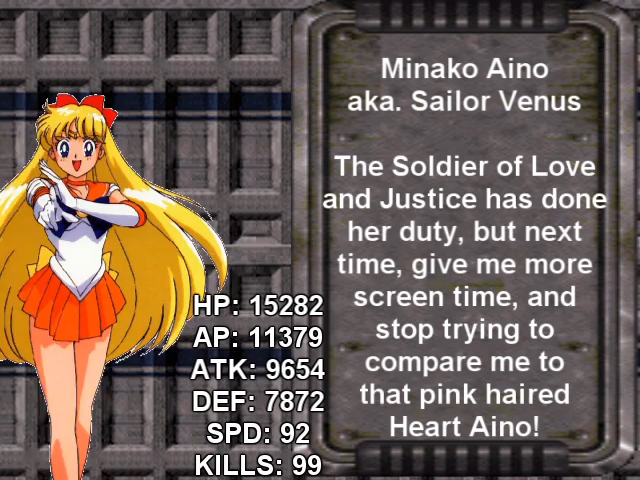 Minako Aino
aka. Sailor Venus
The Soldier of Love
and Justice has done
her duty, but next
time, give me more
screen time, and
stop trying to
compare me to
that pink haired
Heart Aino!
HP: 15282
AP: 11379
ATK: 9654
DEF: 7872
SPD: 92
KILLS: 99